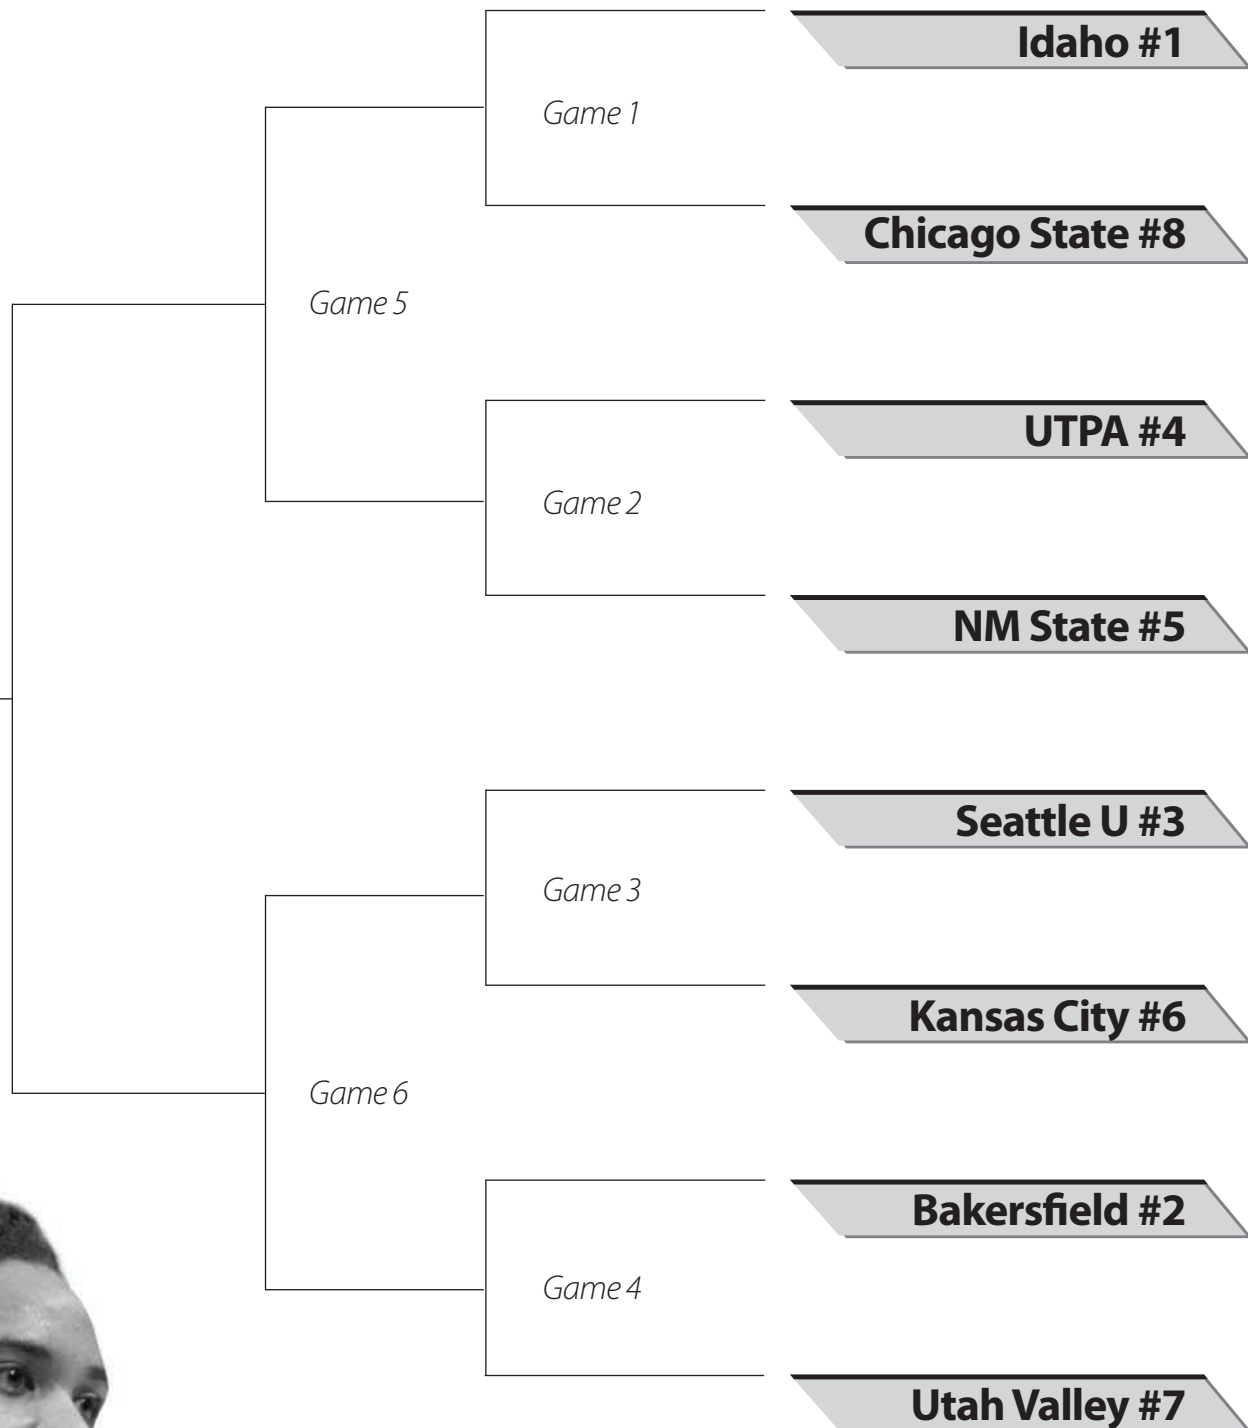 Idaho #1
Game 1
Chicago State #8
Game 5
UTPA #4
Game 2
NM State #5
Seattle U #3
Game 3
Kansas City #6
Game 6
Bakersfield #2
Game 4
Utah Valley #7